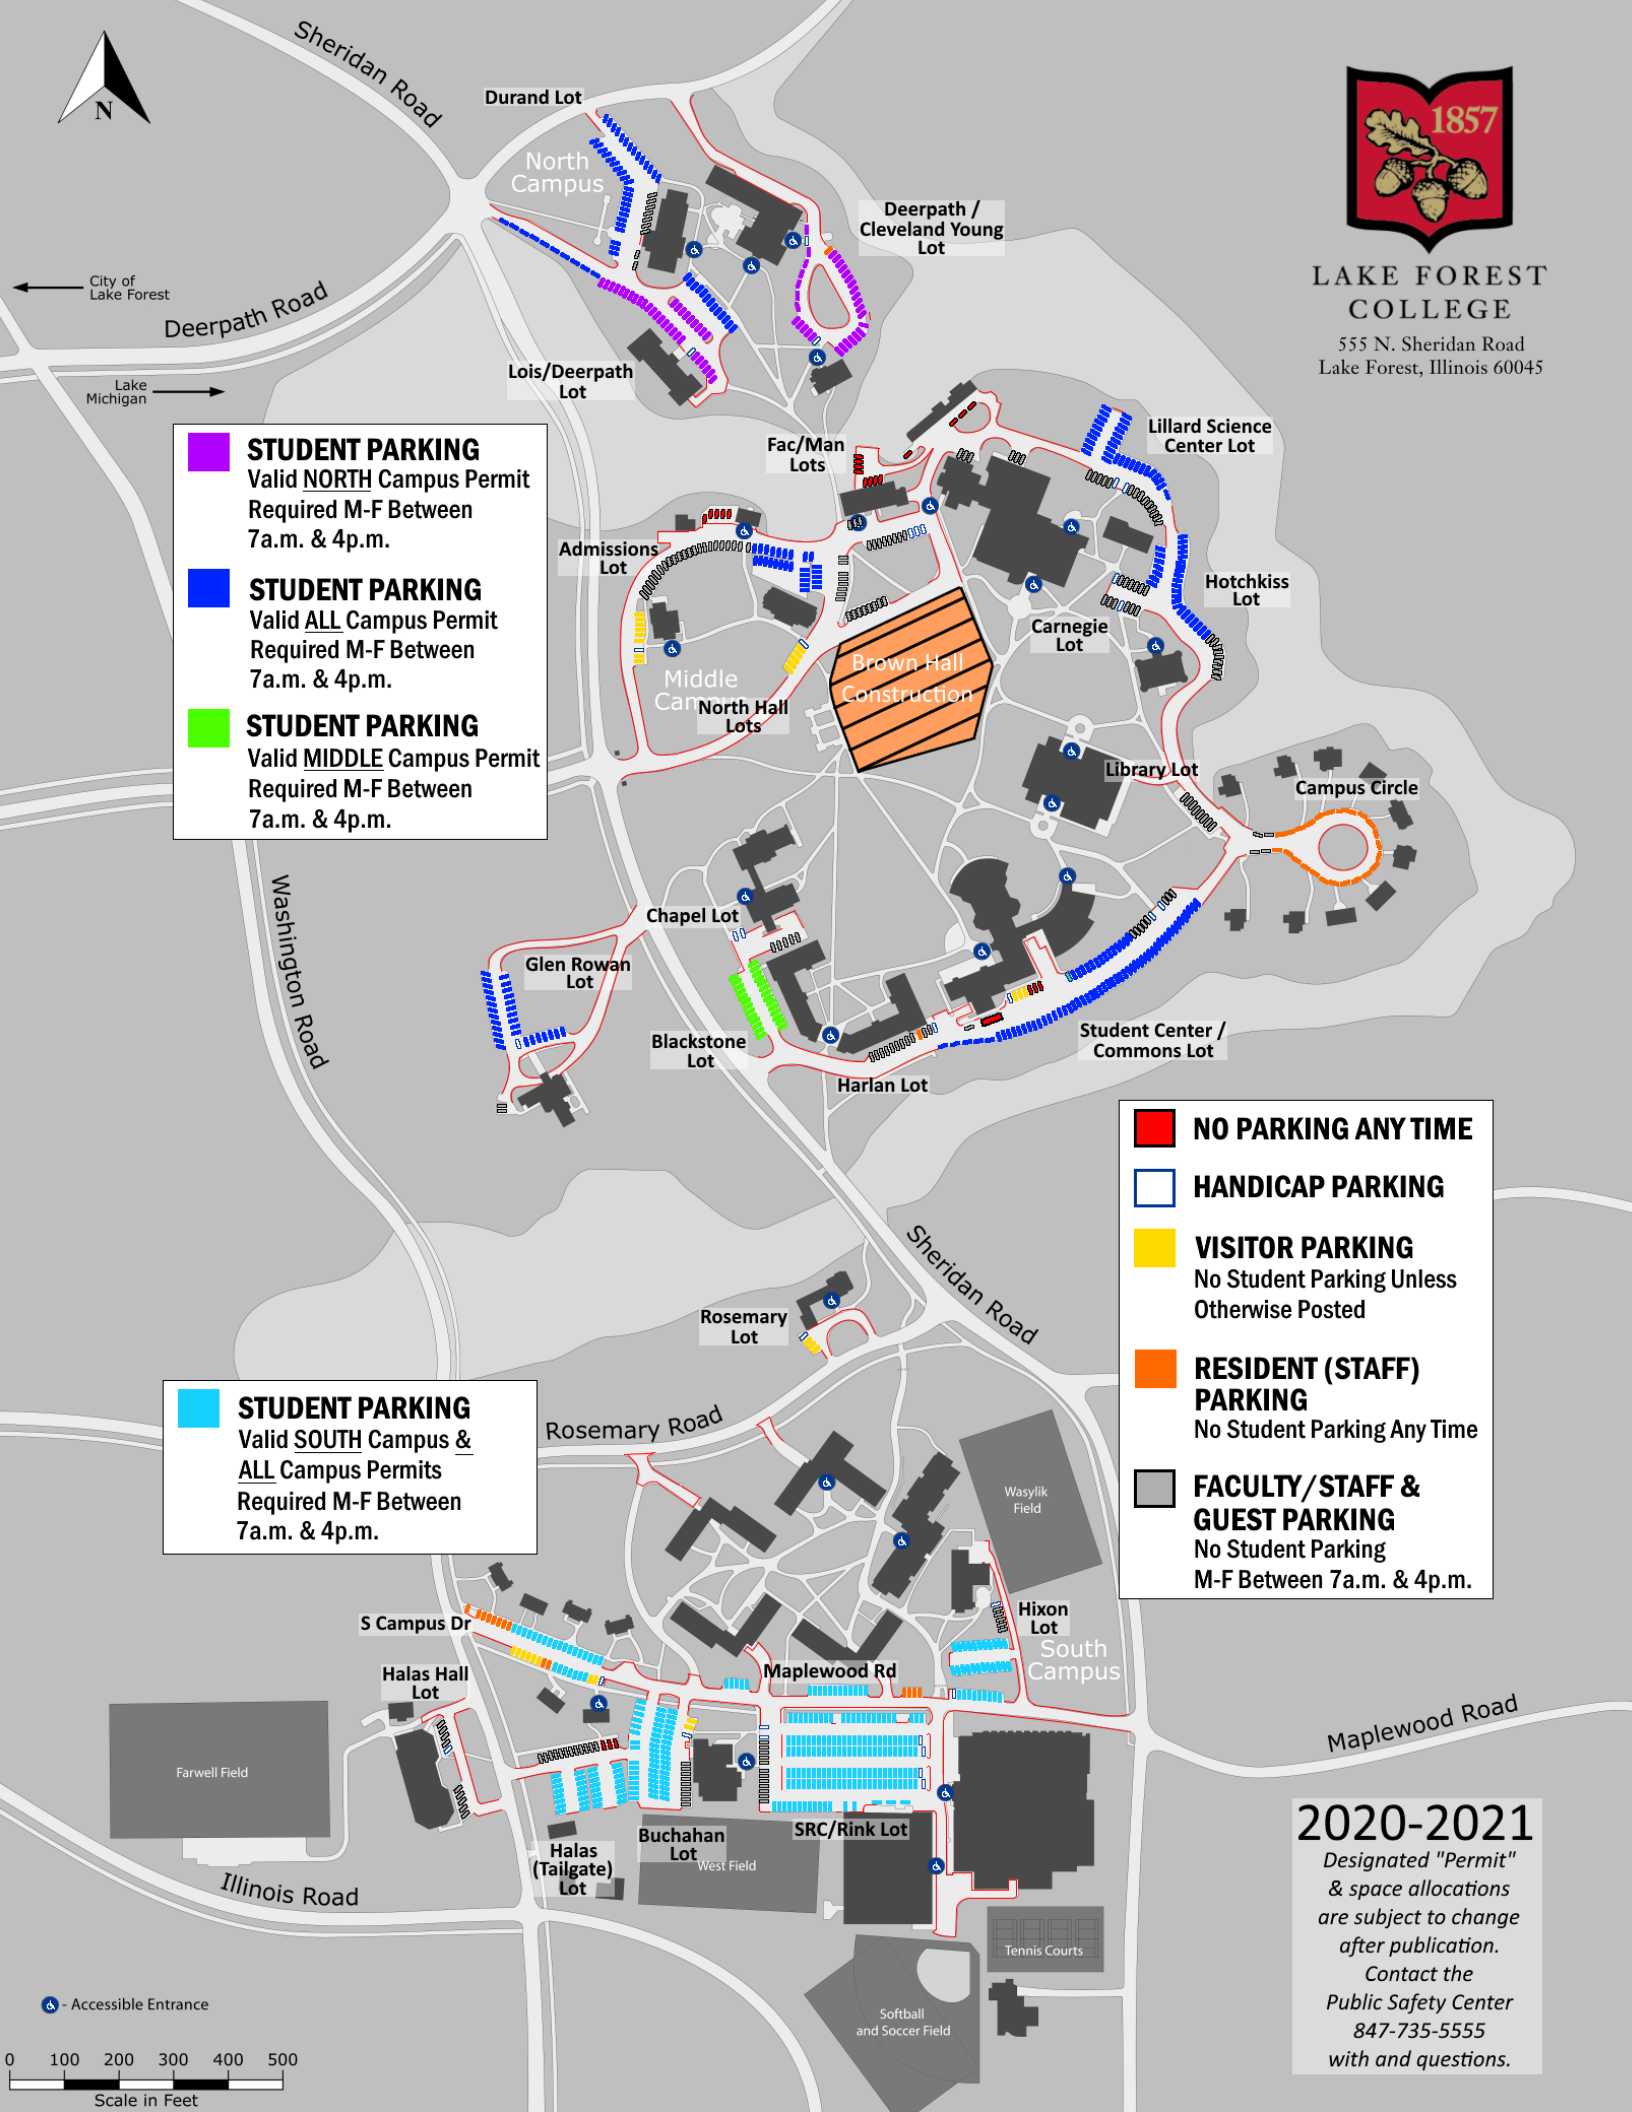 Sheridan Road
N
Durand Lot
North
Campus
1857
LAKE FOREST
COLLEGE
555 N. Sheridan Road
Lake Forest, Illinois 60045
Deerpath /
Cleveland Young
Lot
City of
Lake Forest
Deerpath Road
Lake
Michigan
Lois/Deerpath
Lot
STUDENT PARKING
Valid NORTH Campus Permit
Required M-F Between
7a.m. & 4p.m.
STUDENT PARKING
Valid ALL Campus Permit
Required M-F Between
7a.m. & 4p.m.
STUDENT PARKING
Valid MIDDLE Campus Permit
Required M-F Between
7a.m. & 4p.m.
Fac/Man
Lots
Lillard Science
Center Lot
Admissions
Lot
Hotchkiss
Lot
Carnegie
Lot
Brown Hall
Construction
Middle
Campus
North Hall
Lots
Library Lot
Campus Circle
Washington Road
Chapel Lot
Glen Rowan
Lot
Blackstone
Lot
Student Center /
Commons Lot
Harlan Lot
NO PARKING ANY TIME
HANDICAP PARKING
VISITOR PARKING
No Student Parking Unless
Otherwise Posted
RESIDENT (STAFF)
PARKING
No Student Parking Any Time
FACULTY/STAFF &
GUEST PARKING
No Student Parking
M-F Between 7a.m. & 4p.m.
Sheridan Road
Rosemary
Lot
STUDENT PARKING
Valid SOUTH Campus &
ALL Campus Permits
Required M-F Between
7a.m. & 4p.m.
Rosemary Road
Wasylik
Field
S Campus Dr
Hixon
Lot
South
Campus
Halas Hall
Lot
Maplewood Rd
Maplewood Road
Farwell Field
Halas
(Tailgate)
Lot
Buchahan
Lot
West Field
SRC/Rink Lot
Illinois Road
Tennis Courts
Softball
and Soccer Field
2020-2021
Designated "Permit"
& space allocations
are subject to change
after publication.
Contact the
Public Safety Center
847-735-5555
with and questions.
- Accessible Entrance
0 100 200 300 400 500
Scale in Feet